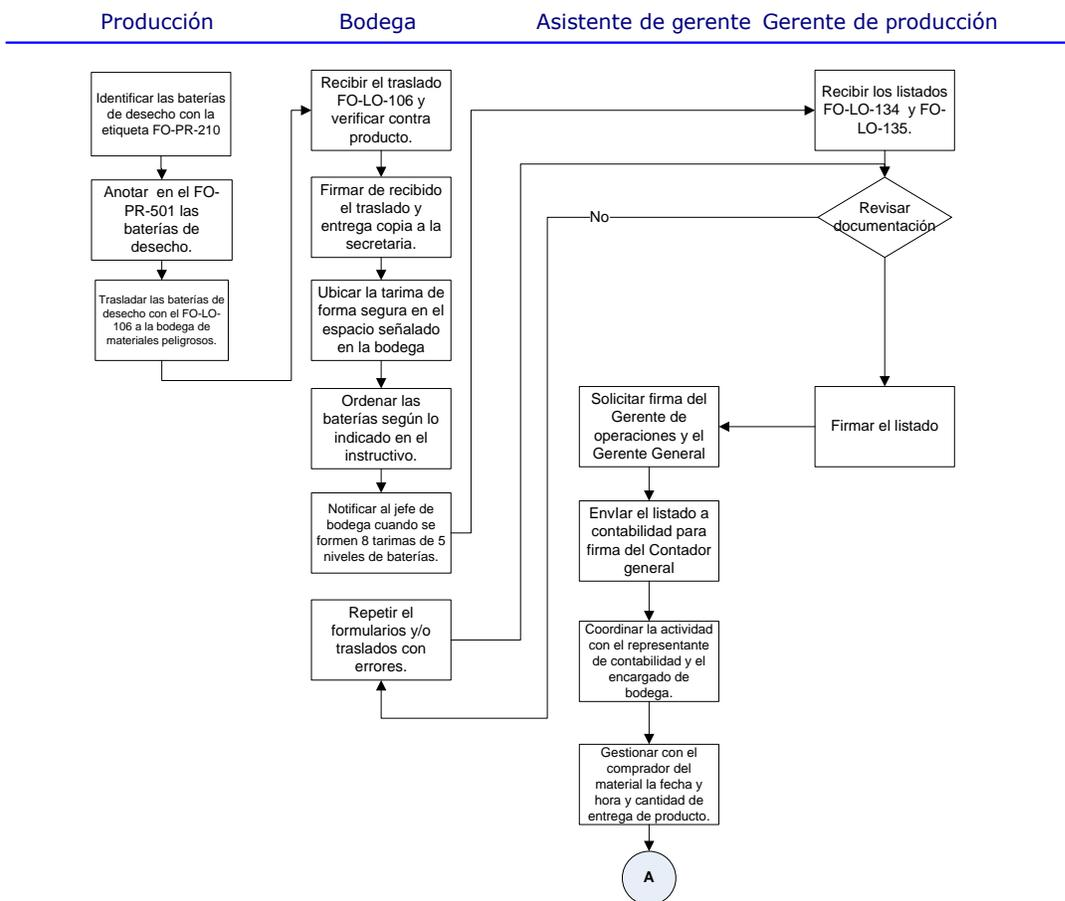 Producción
Bodega
Asistente de gerente
Gerente de producción
Identificar las baterías
de desecho con la
etiqueta FO-PR-210
Anotar en el FO-
PR-501 las
baterías de
desecho.
Trasladar las baterías de
desecho con el FO-LO-
106 a la bodega de
materiales peligrosos.
Recibir el traslado
FO-LO-106 y
verificar contra
producto.
Firmar de recibido
el traslado y
entrega copia a la
secretaria.
Ubicar la tarima de
forma segura en el
espacio señalado
en la bodega
Ordenar las
baterías según lo
indicado en el
instructivo.
Notificar al jefe de
bodega cuando se
formen 8 tarimas de 5
niveles de baterías.
Repetir el
formularios y/o
traslados con
errores.
Recibir los listados
FO-LO-134 y FO-
LO-135.
Revisar
documentación
No
Firmar el listado
Solicitar firma del
Gerente de
operaciones y el
Gerente General
EnvIar el listado a
contabilidad para
firma del Contador
general
Coordinar la actividad
con el representante
de contabilidad y el
encargado de
bodega.
Gestionar con el
comprador del
material la fecha y
hora y cantidad de
entrega de producto.
A